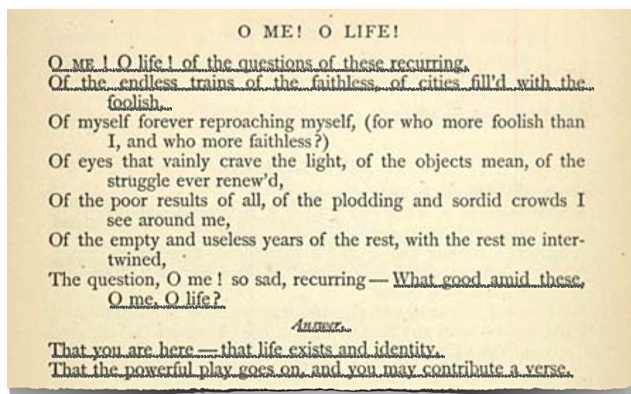 O ME! O LIFE!
O ME! O life! of the questions of these recurring,
Of the endless trains of the faithless, of cities fill'd with the
foolish,
Of myself forever reproaching myself, (for who more foolish than
I, and who more faithless?)
Of eyes that vainly crave the light, of the objects mean, of the
struggle ever renew'd,
Of the poor results of all, of the plodding and sordid crowds I
see around me,
Of the empty and useless years of the rest, with the rest me inter-
twined,
The question, O me! so sad, recurring—What good amid these,
O me, O life?
Answer.
That you are here—that life exists and identity,
That the powerful play goes on, and you may contribute a verse.